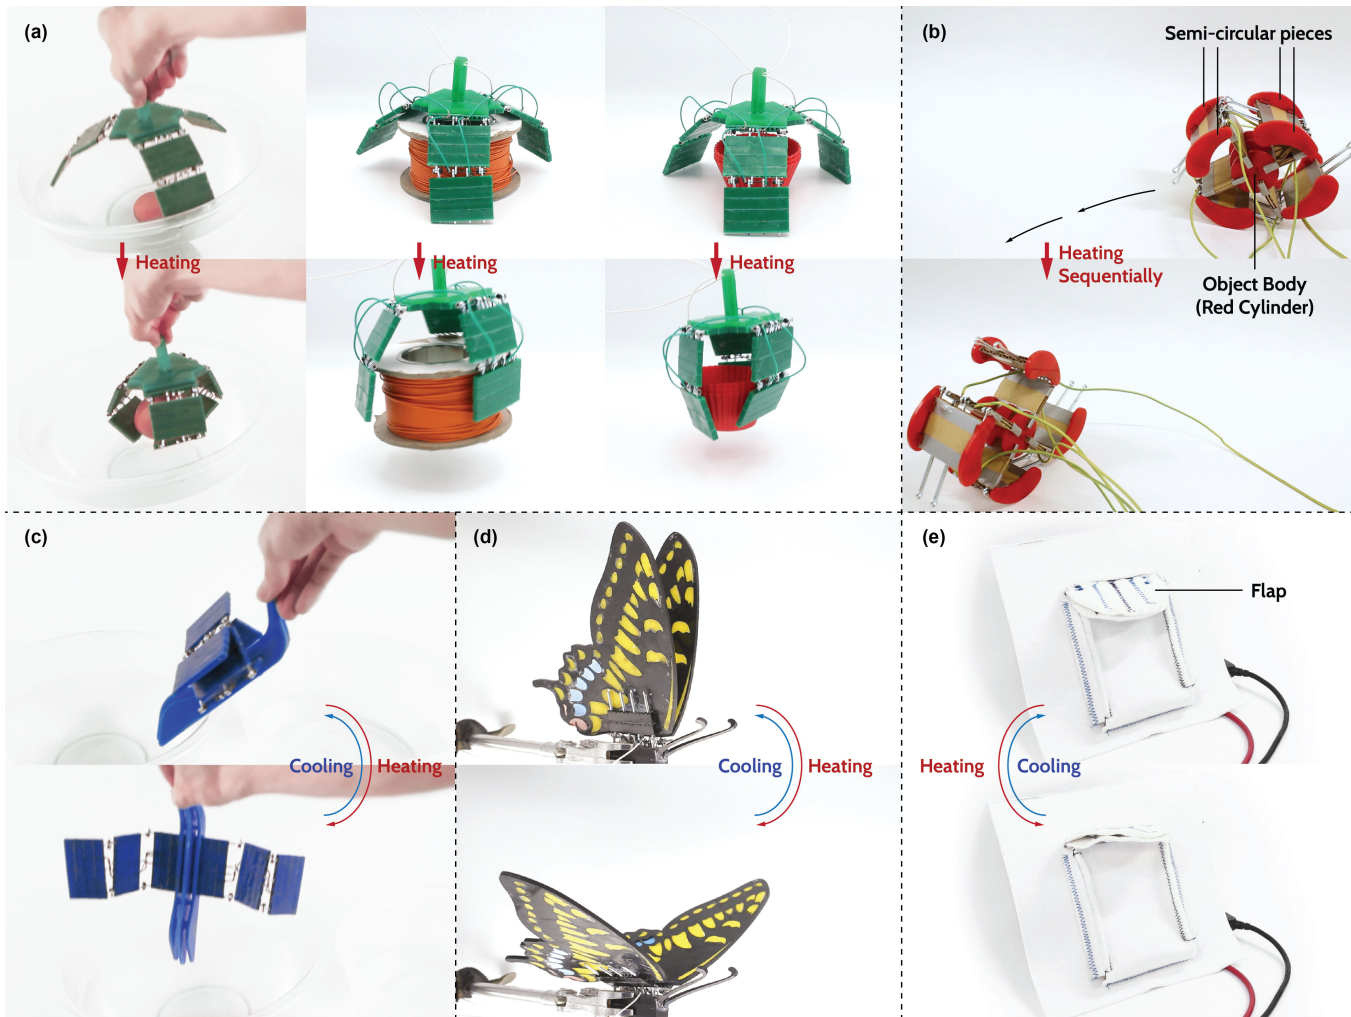 (a)
Heating
Heating
Heating
(b)
Semi-circular pieces
Heating
Sequentially
Object Body
(Red Cylinder)
(c)
Cooling
Heating
(d)
Cooling
Heating
(e)
Flap
Heating
Cooling